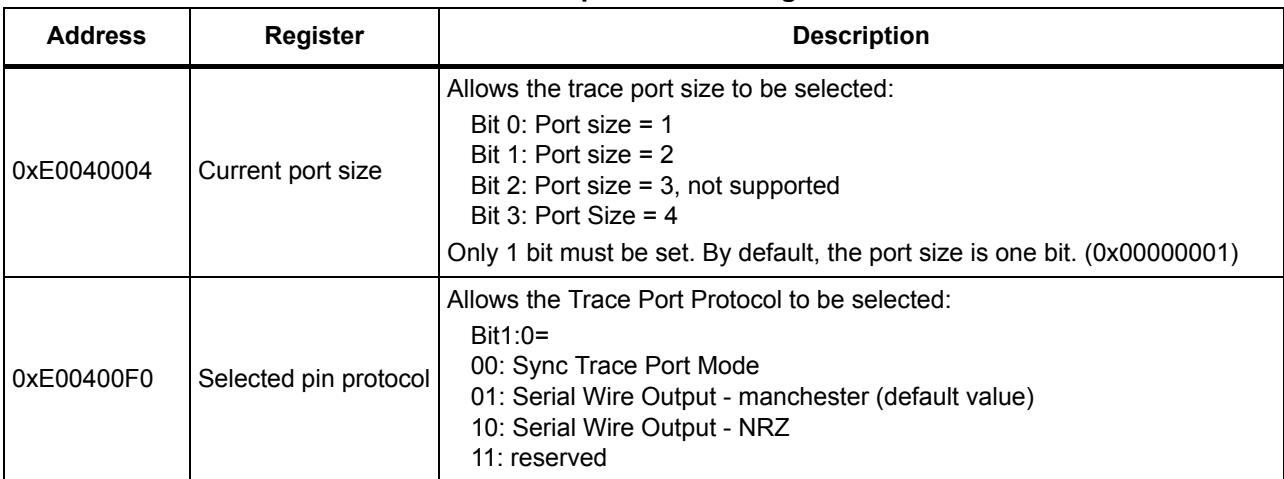 Address Register Description
Allows the trace port size to be selected:
Bit 0: Port size = 1
Bit 1: Port size = 2
0xE0040004 Current port size
Bit 2: Port size = 3, not supported
Bit 3: Port Size = 4
Only 1 bit must be set. By default, the port size is one bit. (0x00000001)
Allows the Trace Port Protocol to be selected:
Bit1:0=
00: Sync Trace Port Mode
0xE00400F0 Selected pin protocol
01: Serial Wire Output - manchester (default value)
10: Serial Wire Output - NRZ
11: reserved